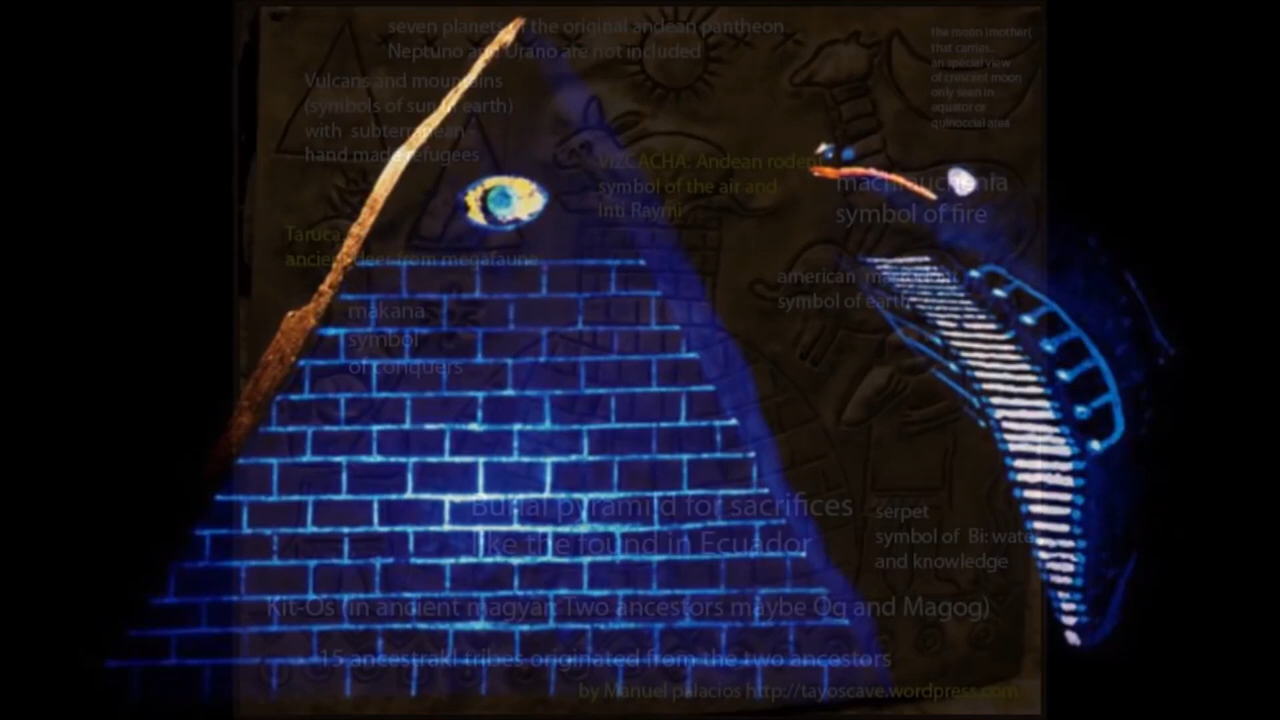 seven planets in the original andean pantheon
Neptuno and Urano are not included
the moon (mother(
that carries..
an special view
of crescent moon
only seen in
equator or
quinoccial area
Vulcans and mountains
(symbols of sun in earth)
with subterranean
hand made refugees
VIZCACHA: Andean rodent
symbol of the air and
Inti Raymi
machrauchenia
symbol of fire
Taruca,
ancient deer from megafaune
american
symbol of earth
makana
symbol
of conquers
Burial pyramid for sacrifices
like the found in Ecuador
serpet
symbol of Bi: water
and knowledge
Kit-Os (in ancient magyar: Two ancestors maybe Og and Magog)
15 ancestrakl tribes originated from the two ancestors
by Manuel palacios http://tayoscave.wordpress.com